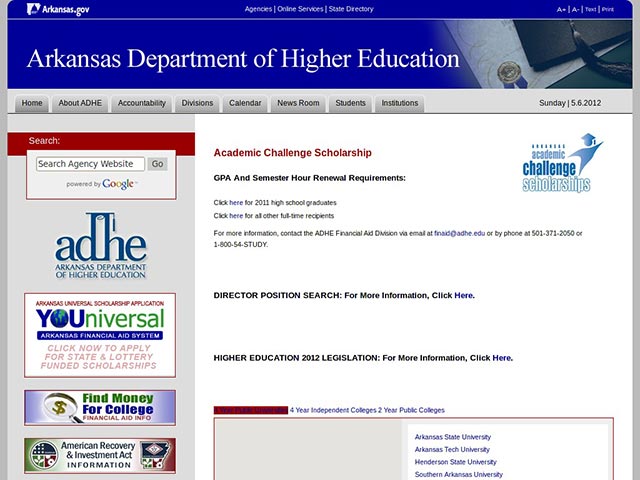 Arkansas.gov
Agencies | Online Services | State Directory
A+ | A- | Text | Print
Arkansas Department of Higher Education
Home
About ADHE
Accountability
Divisions
Calendar
News Room
Students
Institutions
Sunday | 5.6.2012
Search:
Search Agency Website
Go
powered by Google™
adhe
ARKANSAS DEPARTMENT
OF HIGHER EDUCATION
ARKANSAS UNIVERSAL SCHOLARSHIP APPLICATION
YOUniversal
ARKANSAS FINANCIAL AID SYSTEM
CLICK NOW TO APPLY
FOR STATE & LOTTERY
FUNDED SCHOLARSHIPS
Find Money
For College
FINANCIAL AID INFO
American Recovery
& Investment Act
INFORMATION
Academic Challenge Scholarship
ARKANSAS
academic
challenge
scholarships
GPA And Semester Hour Renewal Requirements:
Click here for 2011 high school graduates
Click here for all other full-time recipients
For more information, contact the ADHE Financial Aid Division via email at finaid@adhe.edu or by phone at 501-371-2050 or
1-800-54-STUDY.
DIRECTOR POSITION SEARCH: For More Information, Click Here.
HIGHER EDUCATION 2012 LEGISLATION: For More Information, Click Here.
4 Year Public Universities 4 Year Independent Colleges 2 Year Public Colleges
Arkansas State University
Arkansas Tech University
Henderson State University
Southern Arkansas University